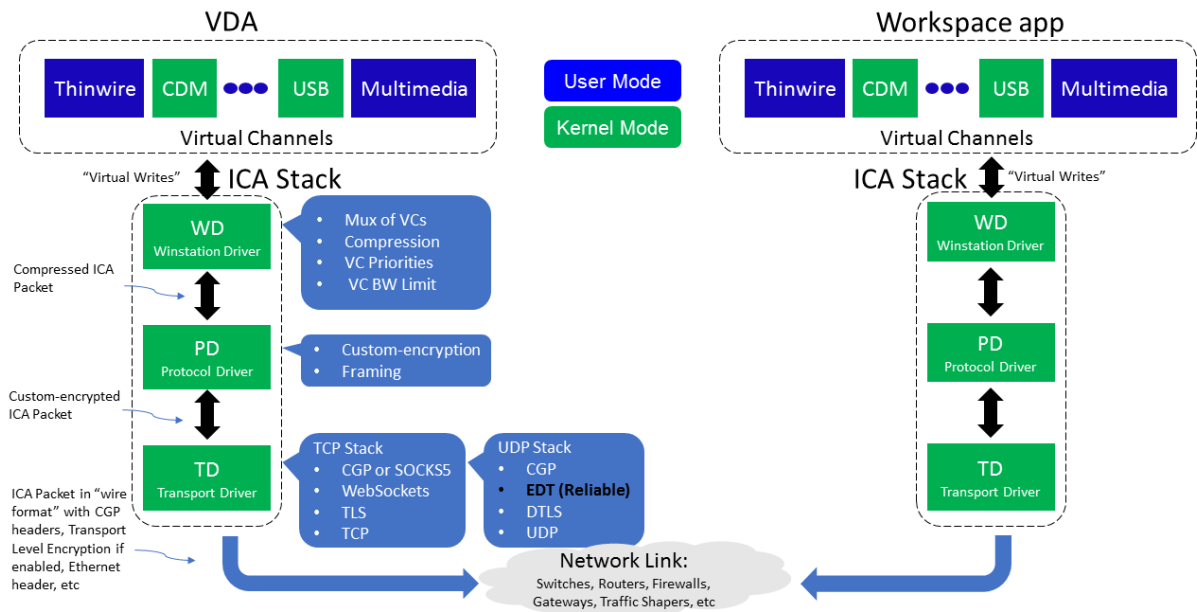 VDA
Workspace app
Thinwire
CDM
USB
Multimedia
Virtual Channels
User Mode
Kernel Mode
Thinwire
CDM
USB
Multimedia
Virtual Channels
“Virtual Writes”
ICA Stack
ICA Stack
“Virtual Writes”
WD
Winstation Driver
• Mux of VCs
• Compression
• VC Priorities
• VC BW Limit
WD
Winstation Driver
Compressed ICA
Packet
PD
Protocol Driver
• Custom-encryption
• Framing
PD
Protocol Driver
Custom-encrypted
ICA Packet
TD
Transport Driver
TCP Stack
• CGP or SOCKS5
• WebSockets
• TLS
• TCP
UDP Stack
• CGP
• EDT (Reliable)
• DTLS
• UDP
TD
Transport Driver
ICA Packet in “wire
format” with CGP
headers, Transport
Level Encryption if
enabled, Ethernet
header, etc
Network Link:
Switches, Routers, Firewalls,
Gateways, Traffic Shapers, etc